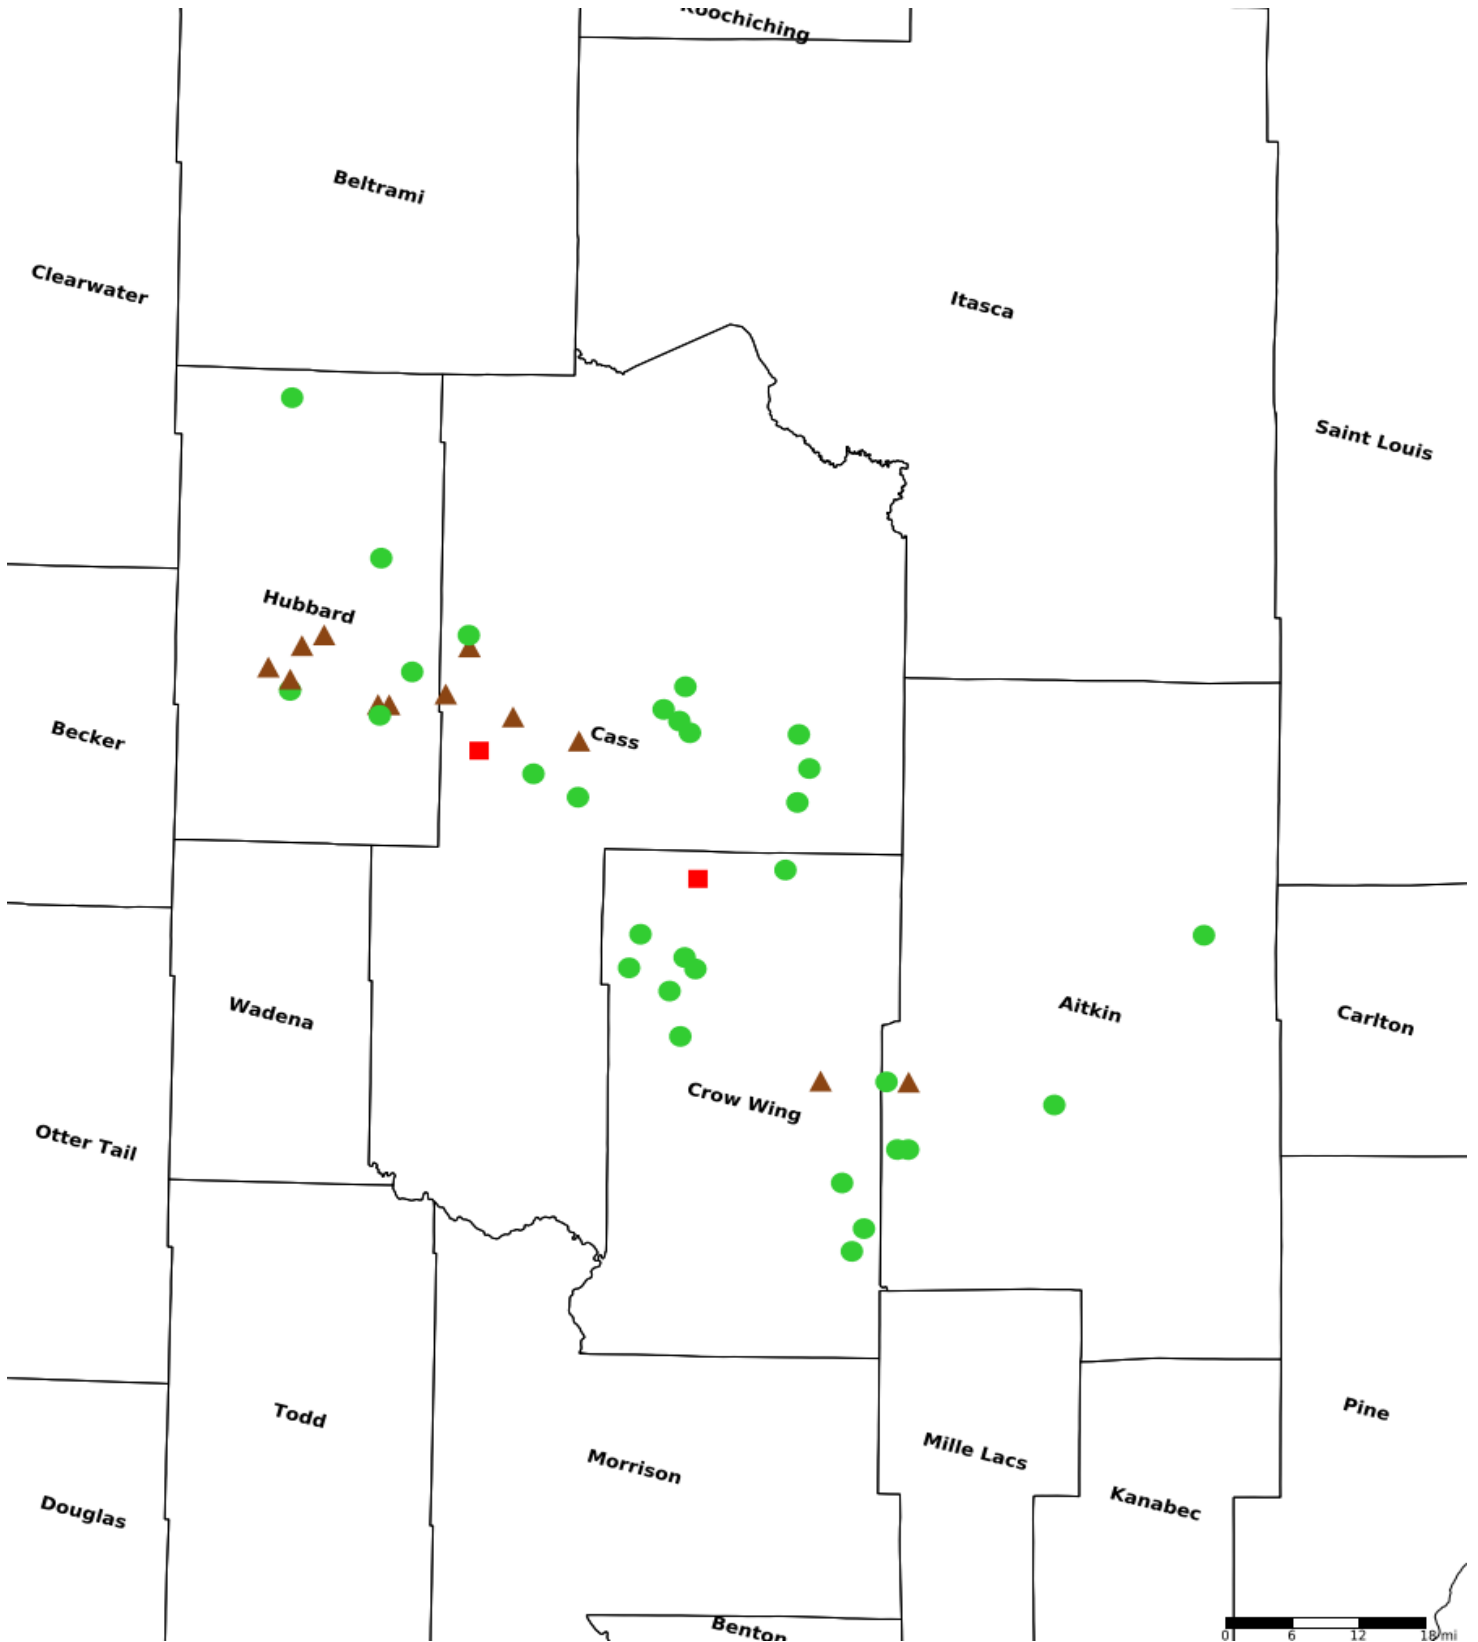 Koochiching
Beltrami
Clearwater
Itasca
Saint Louis
Hubbard
Becker
Cass
Wadena
Aitkin
Carlton
Crow Wing
Otter Tail
Todd
Pine
Morrison
Mille Lacs
Kanabec
Douglas
Benton
0 6 12 18 mi